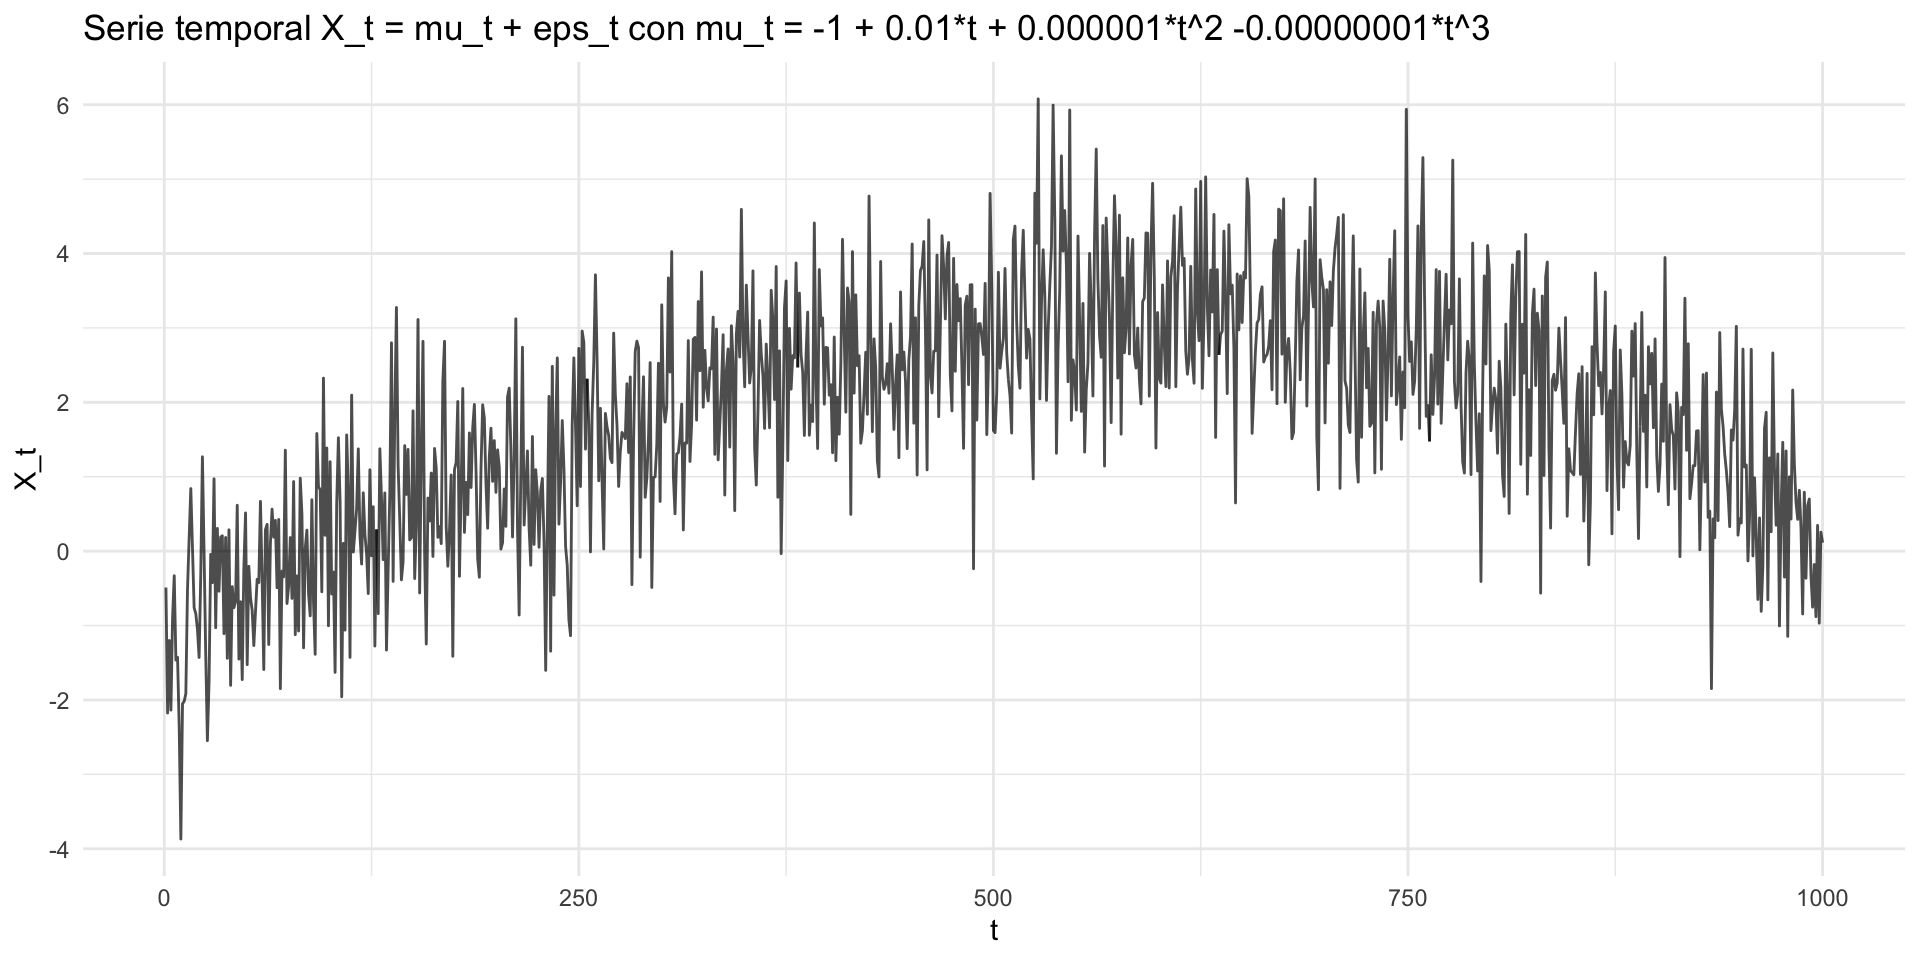 Serie temporal X_t = mu_t + eps_t con mu_t = -1 + 0.01*t + 0.000001*t^2 -0.00000001*t^3
6
4
2
0
-2
-4
X_t
0 250 500 750 1000
t